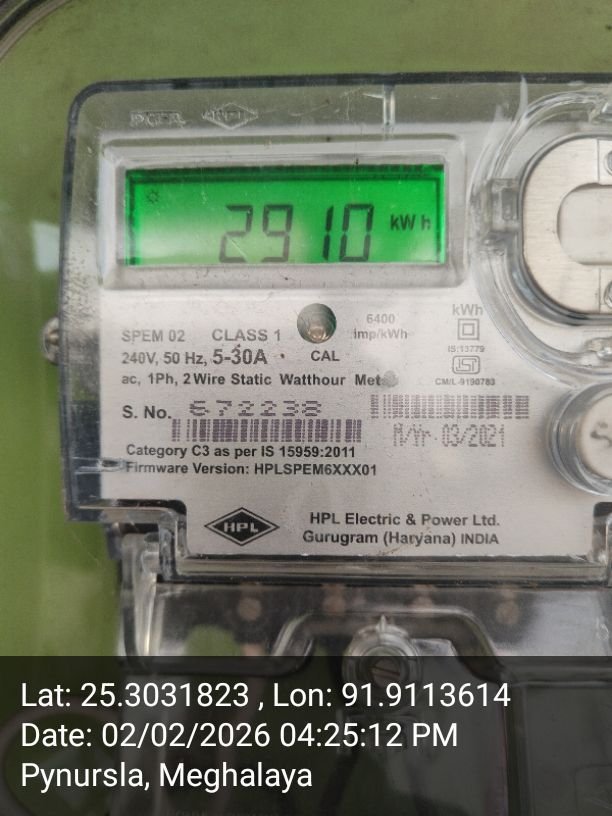 HPL
2910 kWh
6400
imp/kWh
kWh
SPEM 02 CLASS 1
IS:13779
240V, 50 Hz, 5-30A
CAL
ISI
CM/L-9190783
ac, 1Ph, 2 Wire Static Watthour
S. No. 672238
M/Yr-03/2021
Category C3 as per IS 15959:2011
Firmware Version: HPLSPEM6XXX01
HPL
HPL Electric & Power Ltd.
Gurugram (Haryana) INDIA
Lat: 25.3031823 , Lon: 91.9113614
Date: 02/02/2026 04:25:12 PM
Pynursla, Meghalaya